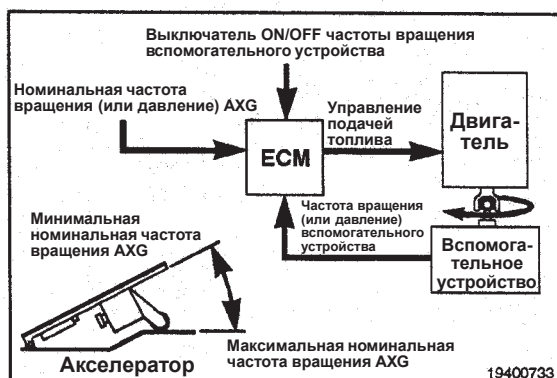 Выключатель ON/OFF частоты вращения
вспомогательного устройства
Номинальная частота
вращения (или давление) AXG
Управление
подачей
топлива
Двига-
тель
ECM
Частота вращения
(или давление)
вспомогательного
устройства
Вспомога-
тельное
устройство
Минимальная
номинальная частота
вращения AXG
Максимальная номинальная
частота вращения AXG
Акселератор
19400733